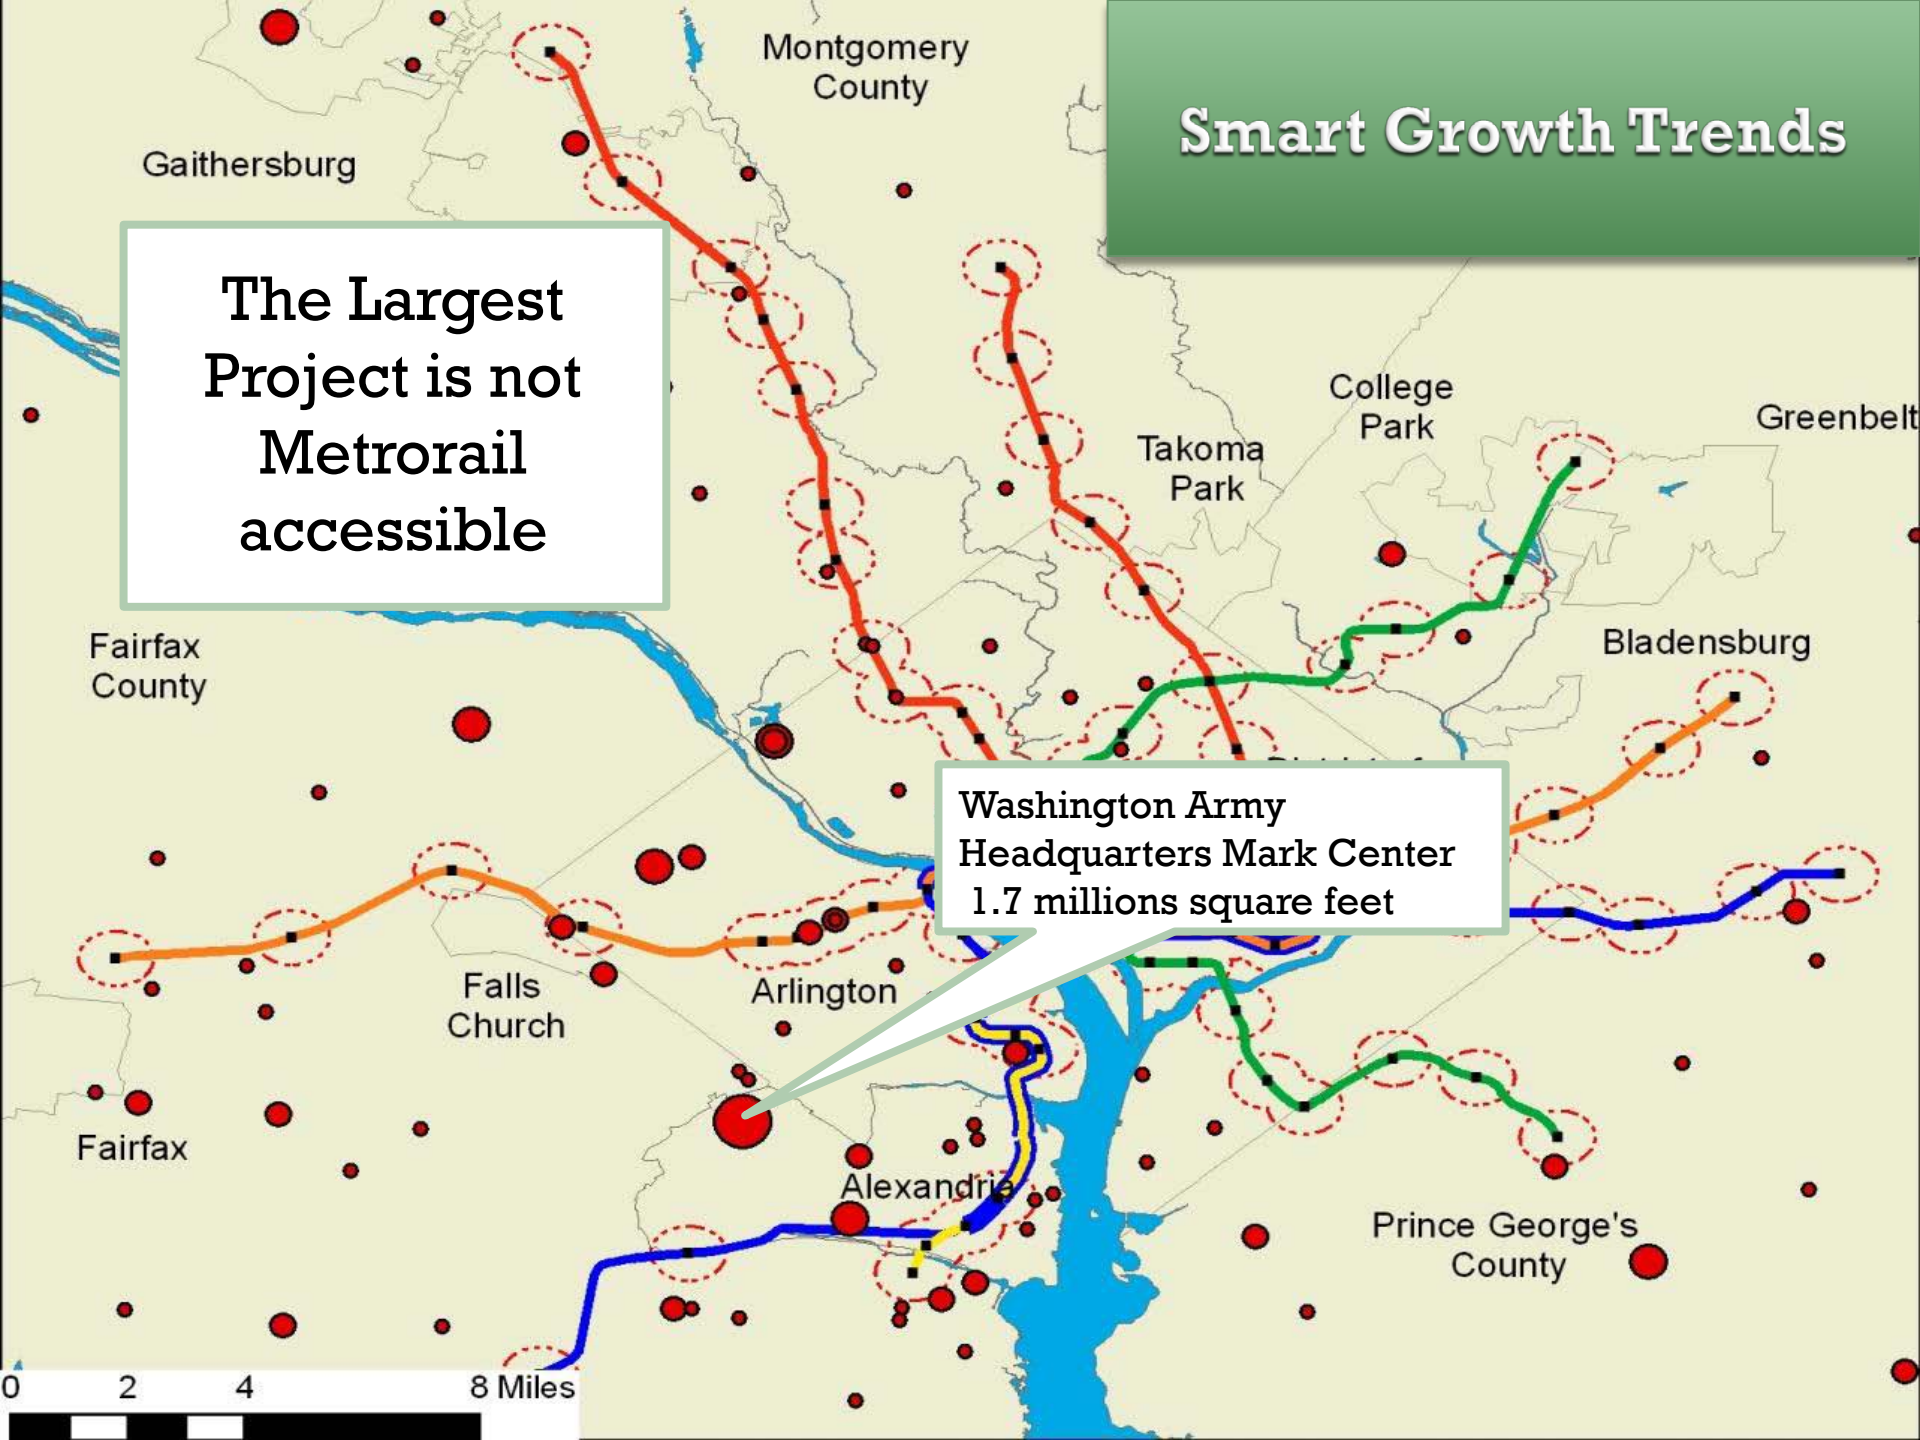 Montgomery
County
Smart Growth Trends
Gaithersburg
The Largest
Project is not
Metrorail
accessible
College
Park
Greenbelt
Takoma
Park
Fairfax
County
Bladensburg
Washington Army
Headquarters Mark Center
1.7 millions square feet
Falls
Church
Arlington
Fairfax
Alexandria
Prince George's
County
0 2 4 8 Miles